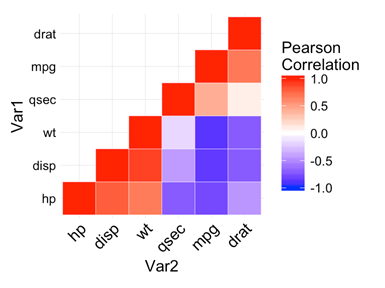 drat
mpg
qsec
wt
disp
hp
Var1
hp disp wt qsec mpg drat
Var2
Pearson
Correlation
1.0
0.5
0.0
-0.5
-1.0